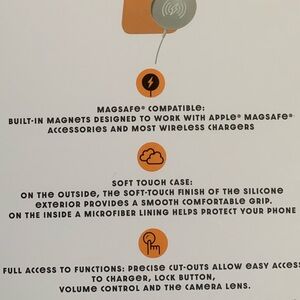 MAGSAFE® COMPATIBLE:
BUILT-IN MAGNETS DESIGNED TO WORK WITH APPLE® MAGSAFE®
ACCESSORIES AND MOST WIRELESS CHARGERS
SOFT TOUCH CASE:
ON THE OUTSIDE, THE SOFT-TOUCH FINISH OF THE SILICONE
EXTERIOR PROVIDES A SMOOTH COMFORTABLE GRIP.
ON THE INSIDE A MICROFIBER LINING HELPS PROTECT YOUR PHONE
FULL ACCESS TO FUNCTIONS: PRECISE CUT-OUTS ALLOW EASY ACCESS
TO CHARGER, LOCK BUTTON,
VOLUME CONTROL AND THE CAMERA LENS.